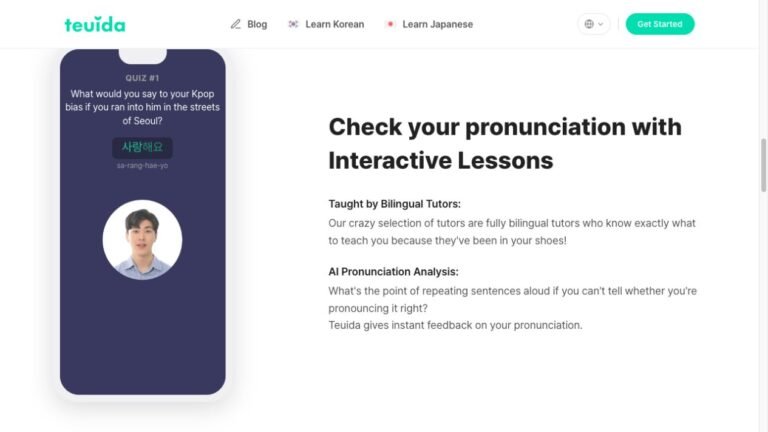 teuida
Blog
Learn Korean
Learn Japanese
Get Started
QUIZ #1
What would you say to your Kpop
bias if you ran into him in the streets
of Seoul?
사랑해요
sa-rang-hae-yo
Check your pronunciation with
Interactive Lessons
Taught by Bilingual Tutors:
Our crazy selection of tutors are fully bilingual tutors who know exactly what
to teach you because they've been in your shoes!
AI Pronunciation Analysis:
What's the point of repeating sentences aloud if you can't tell whether you're
pronouncing it right?
Teuida gives instant feedback on your pronunciation.